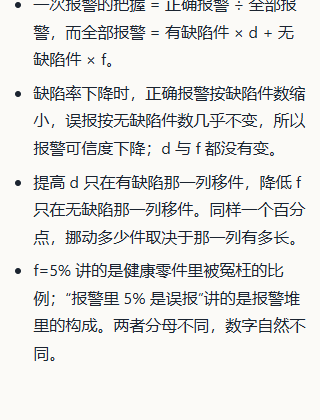 一次报警的把握 = 正确报警 ÷ 全部报
警，而全部报警 = 有缺陷件 × d + 无
缺陷件 × f。
缺陷率下降时，正确报警按缺陷件数缩
小，误报按无缺陷件数几乎不变，所以
报警可信度下降；d 与 f 都没有变。
提高 d 只在有缺陷那一列移件，降低 f
只在无缺陷那一列移件。同样一个百分
点，挪动多少件取决于那一列有多长。
f=5% 讲的是健康零件里被冤枉的比
例；“报警里 5% 是误报”讲的是报警堆
里的构成。两者分母不同，数字自然不
同。